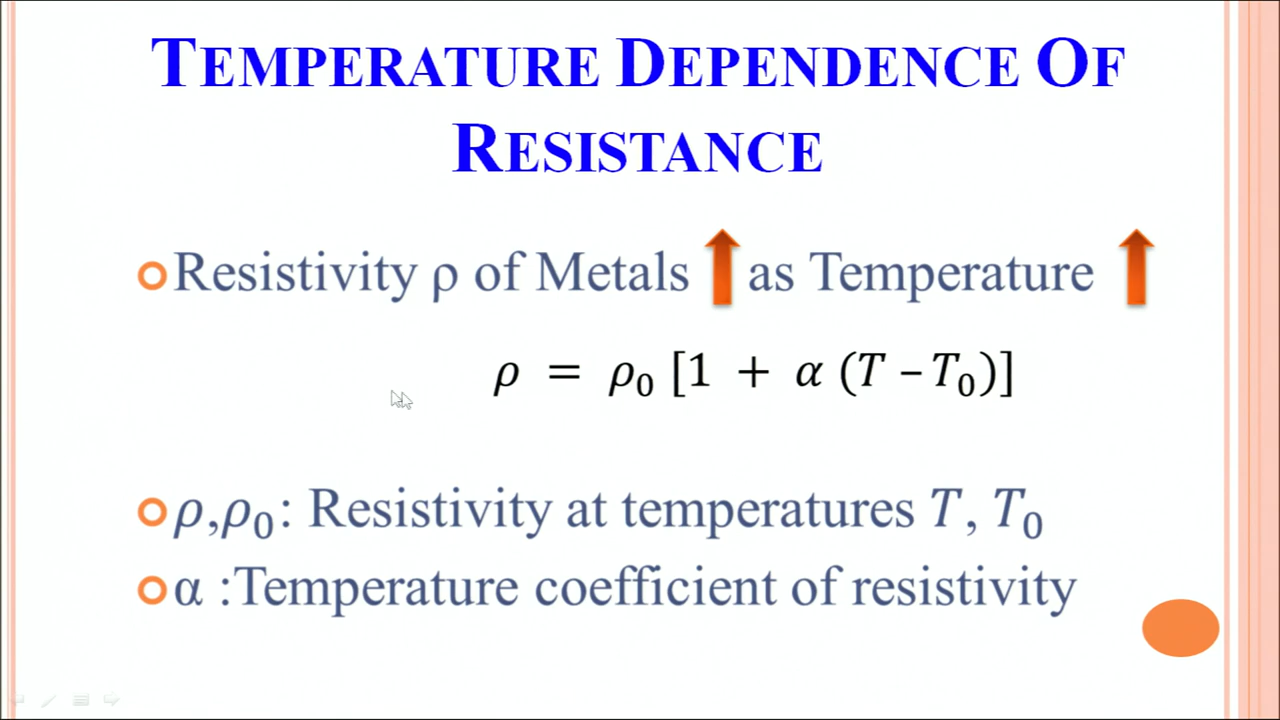 TEMPERATURE DEPENDENCE OF
RESISTANCE
Resistivity ρ of Metals ⬆ as Temperature ⬆
ρ = ρ₀ [1 + α (T – T₀)]
ρ,ρ₀: Resistivity at temperatures T, T₀
α :Temperature coefficient of resistivity